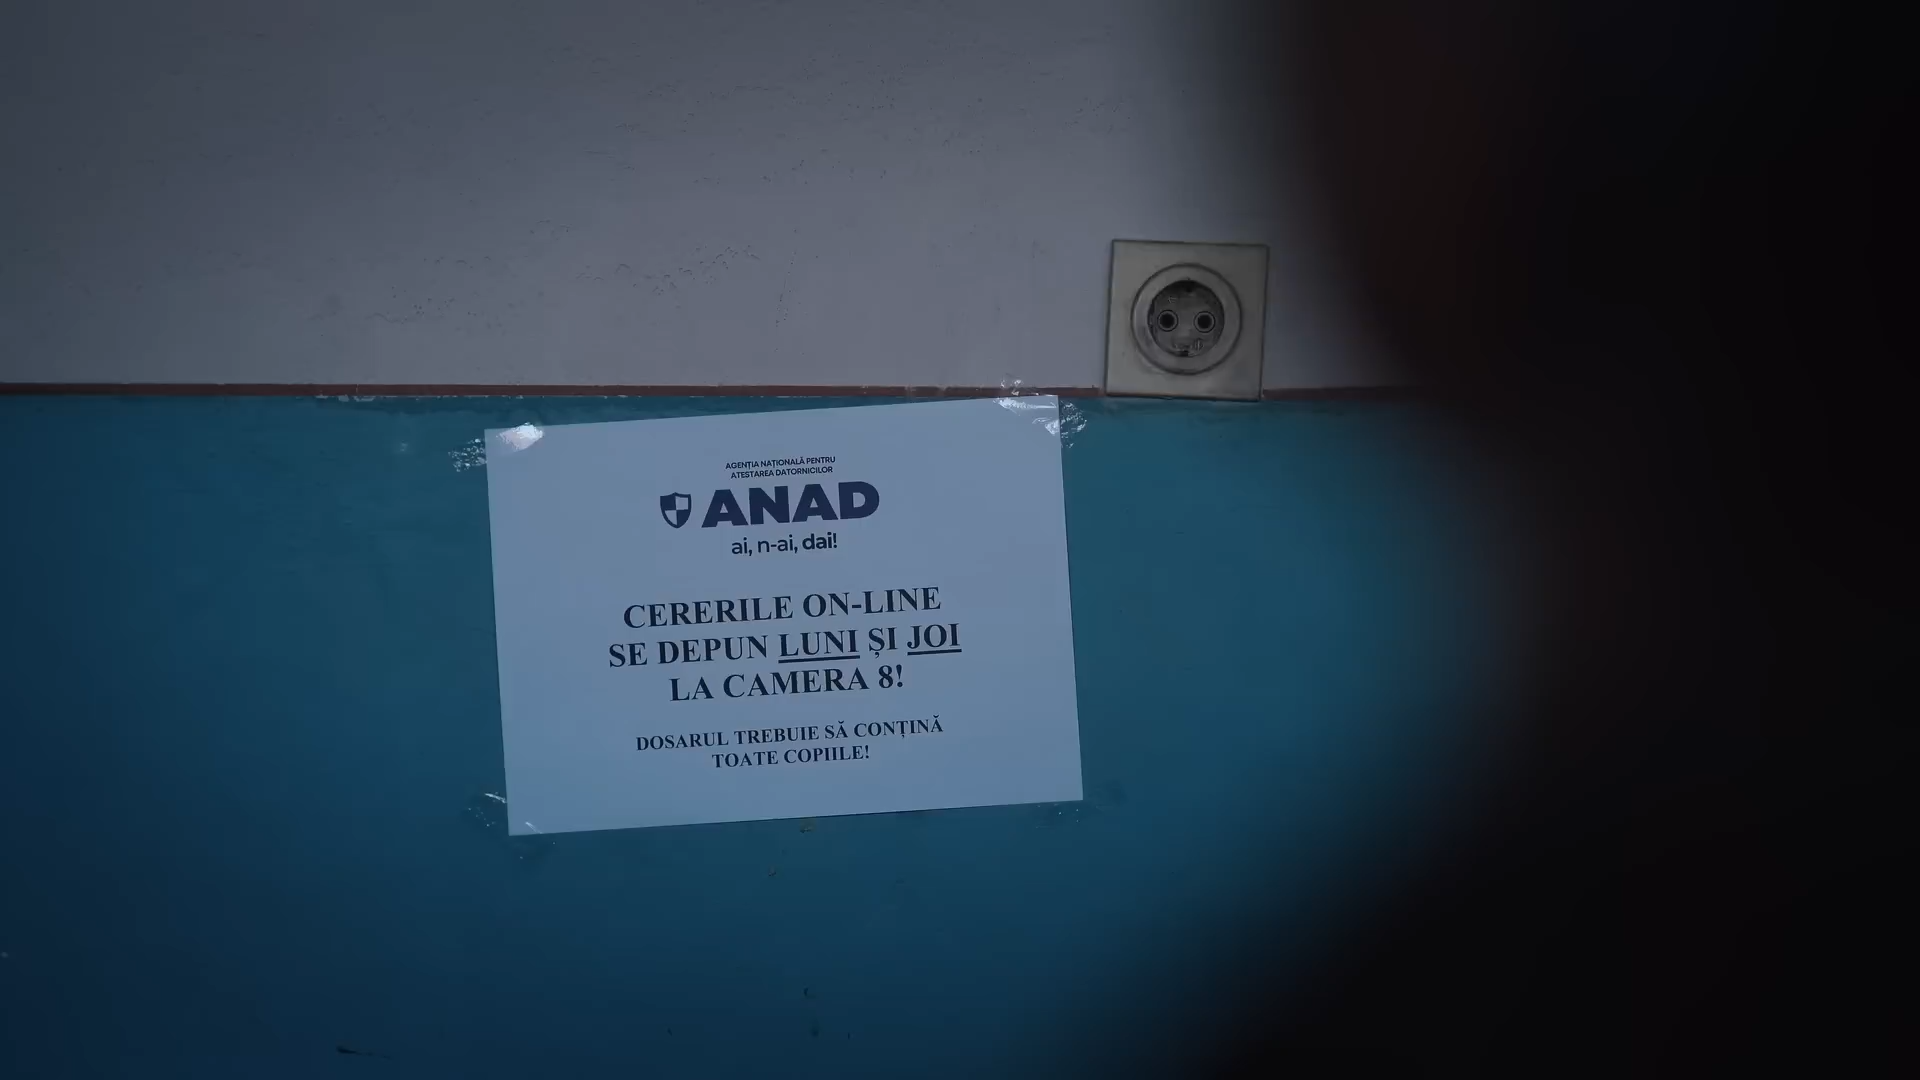 AGENȚIA NAȚIONALĂ PENTRU
ATESTAREA DATORNICILOR
ANAD
ai, n-ai, dai!
CERERILE ON-LINE
SE DEPUN LUNI ȘI JOI
LA CAMERA 8!
DOSARUL TREBUIE SĂ CONȚINĂ
TOATE COPIILE!